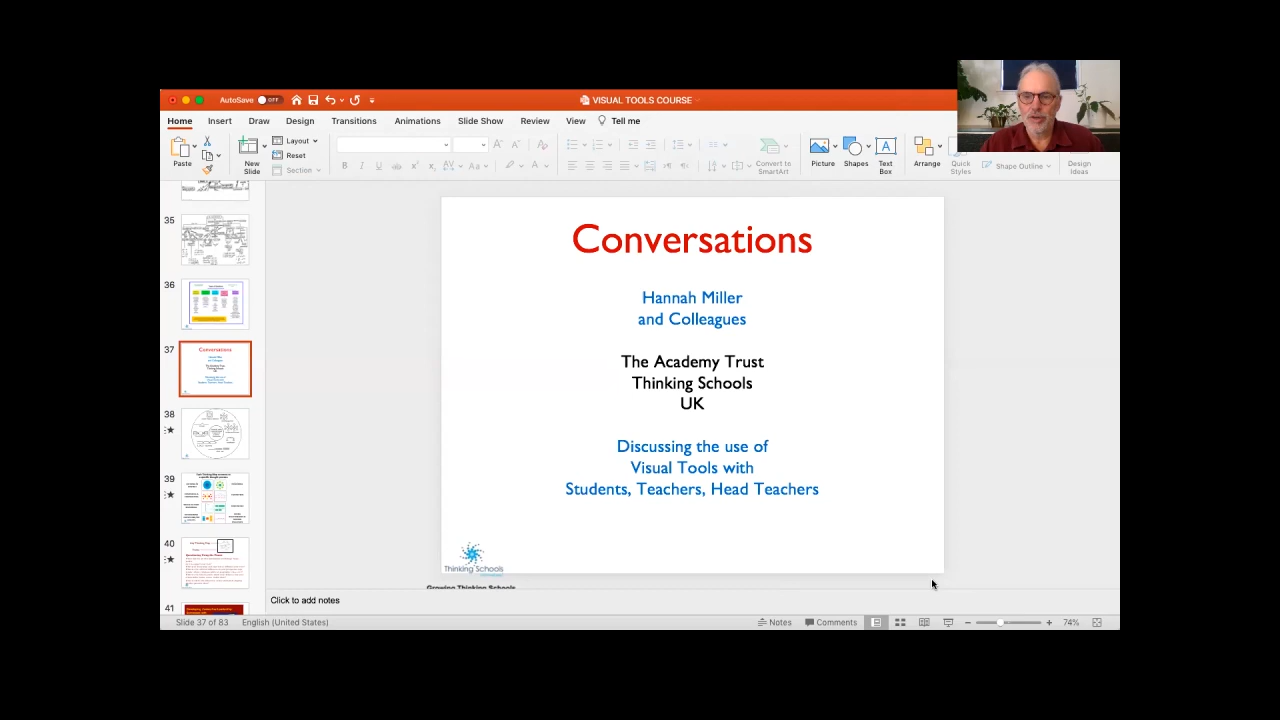 AutoSave OFF
VISUAL TOOLS COURSE
Home Insert Draw Design Transitions Animations Slide Show Review View Tell me
Paste
New
Slide
Layout
Reset
Section
Convert to
SmartArt
Picture
Shapes
Text
Box
Arrange
Quick
Styles
Shape Outline
Design
Ideas
35
36
37
38
39
40
41
Conversations
Hannah Miller
and Colleagues
The Academy Trust
Thinking Schools
UK
Discussing the use of
Visual Tools with
Students, Teachers, Head Teachers
Thinking Schools
Growing Thinking Schools
Click to add notes
Slide 37 of 83 English (United States) Notes Comments 74%